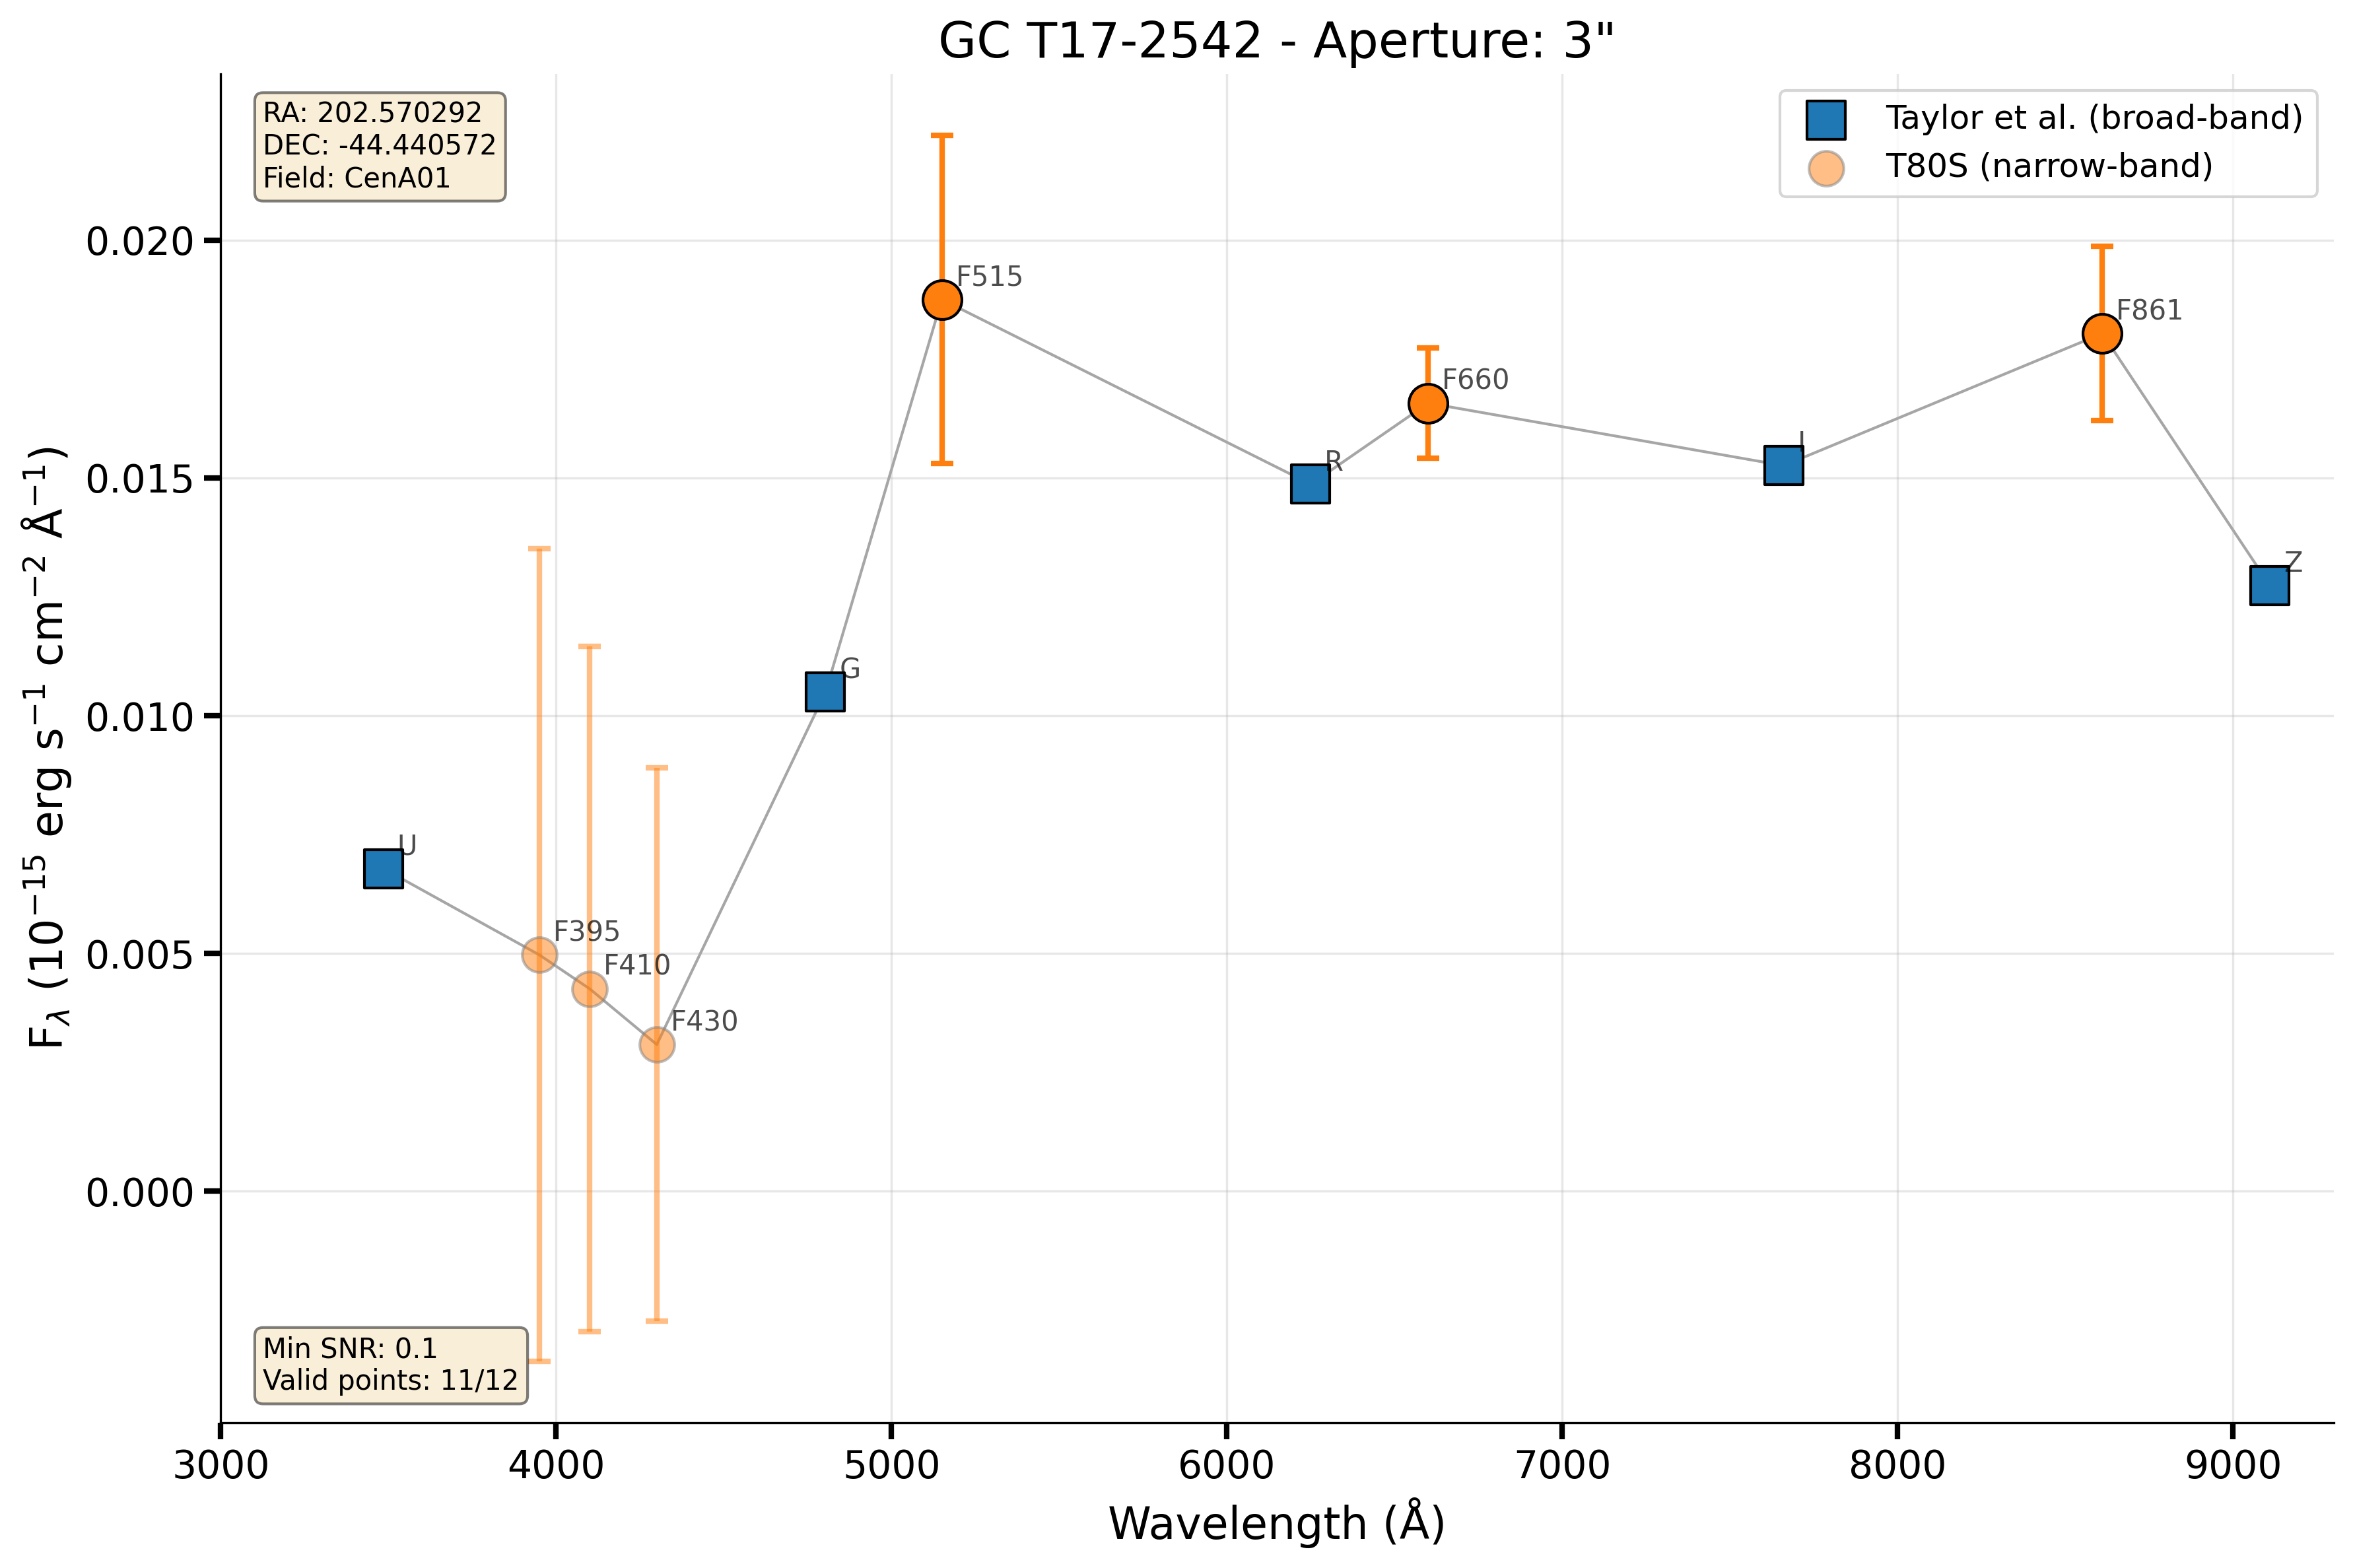 GC T17-2542 - Aperture: 3"
RA: 202.570292
DEC: -44.440572
Field: CenA01
Taylor et al. (broad-band)
T80S (narrow-band)
F_λ (10⁻¹⁵ erg s⁻¹ cm⁻² Å⁻¹)
0.020
0.015
0.010
0.005
0.000
U
F395
F410
F430
G
F515
R
F660
I
F861
Z
Min SNR: 0.1
Valid points: 11/12
3000
4000
5000
6000
7000
8000
9000
Wavelength (Å)